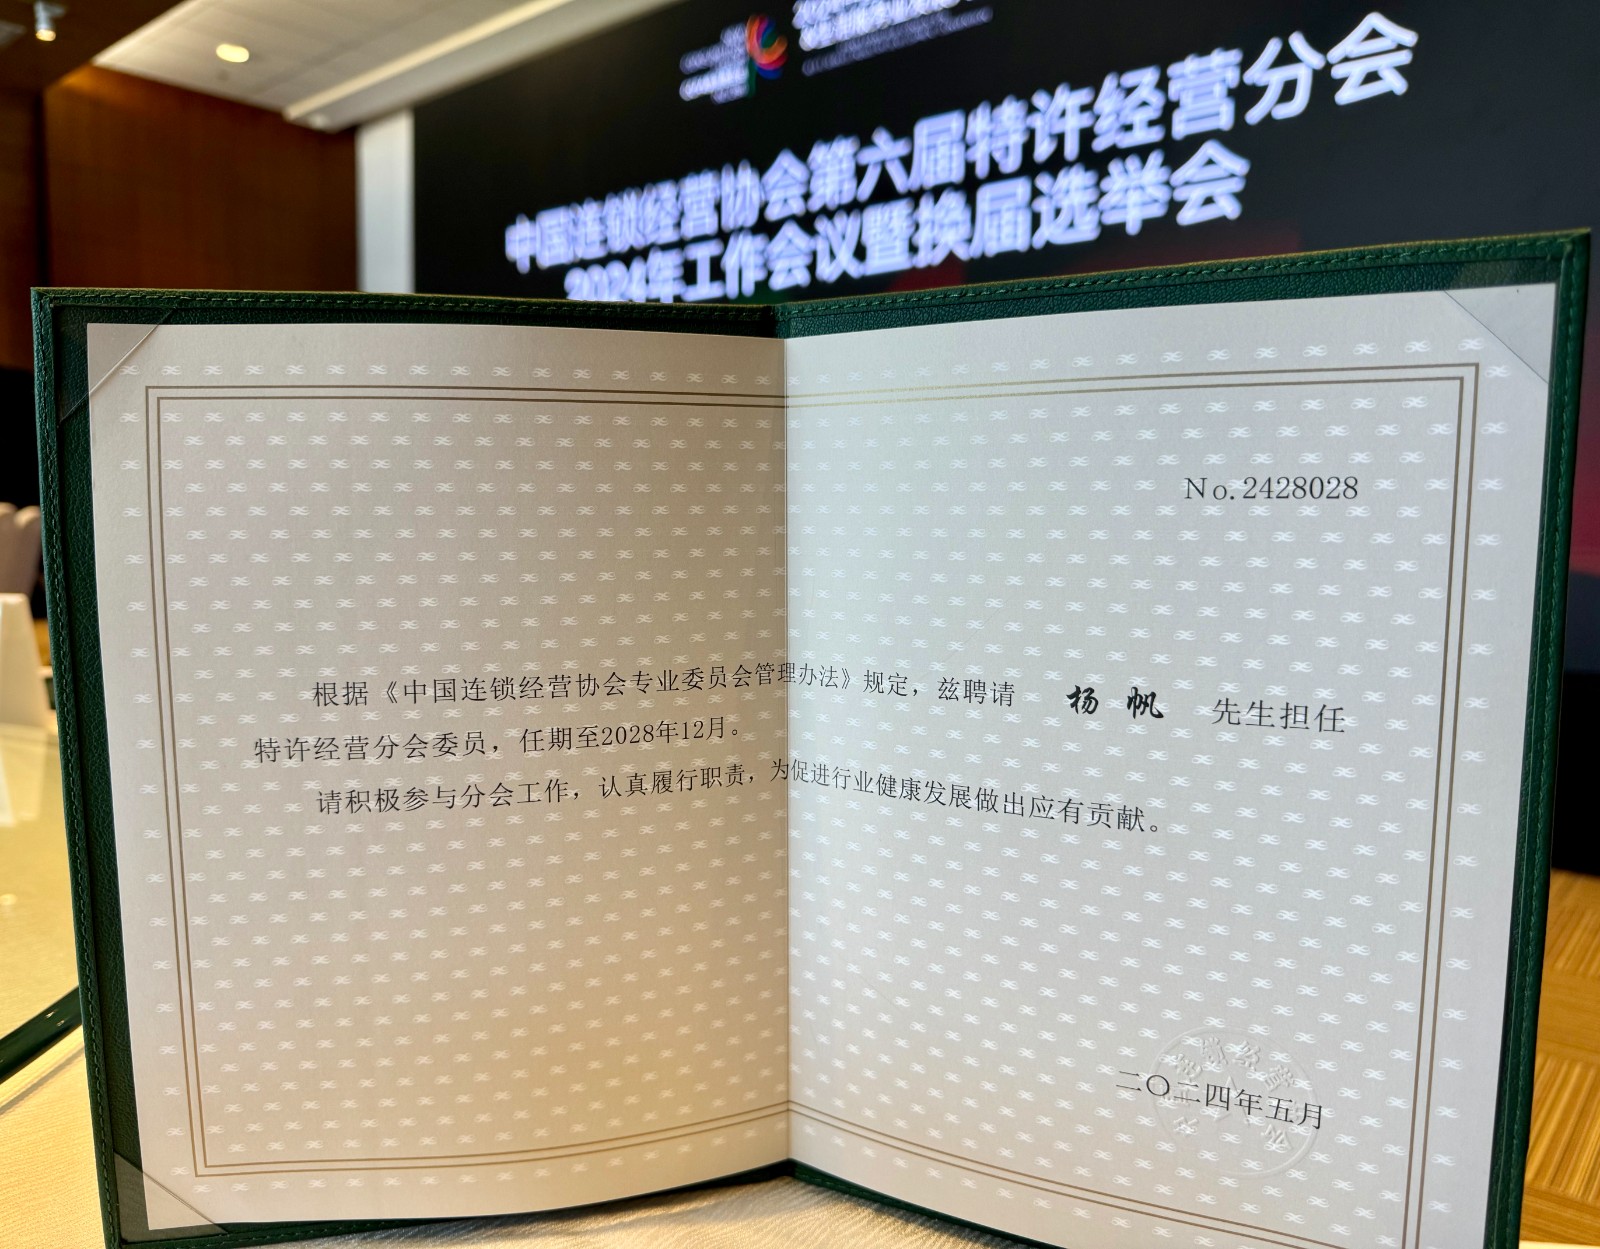 中国连锁经营协会第六届特许经营分会
2024年工作会议暨换届选举会
No.2428028
根据《中国连锁经营协会专业委员会管理办法》规定，兹聘请 杨 帆 先生担任
特许经营分会委员，任期至2028年12月。
请积极参与分会工作，认真履行职责，为促进行业健康发展做出应有贡献。
二〇二四年五月